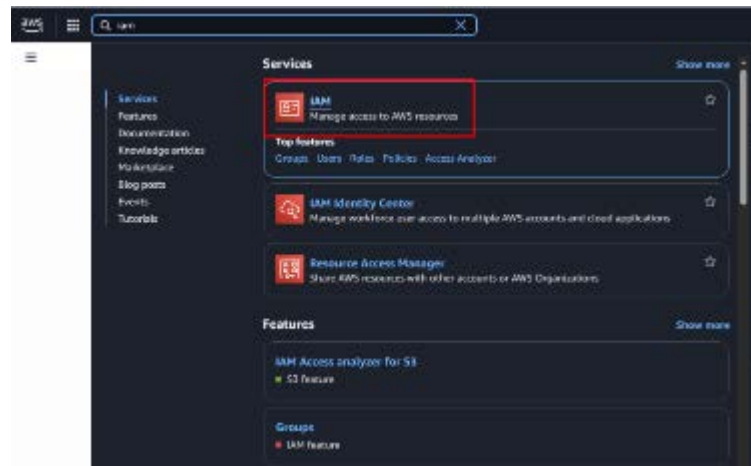 aws
iam
Services
Features
Documentation
Knowledge articles
Marketplace
Blog posts
Events
Tutorials
Services
Show more
IAM
Manage access to AWS resources
Top features
Groups Users Roles Policies Access Analyzer
IAM Identity Center
Manage workforce user access to multiple AWS accounts and cloud applications
Resource Access Manager
Share AWS resources with other accounts or AWS Organizations
Features
Show more
IAM Access analyzer for S3
S3 feature
Groups
IAM feature